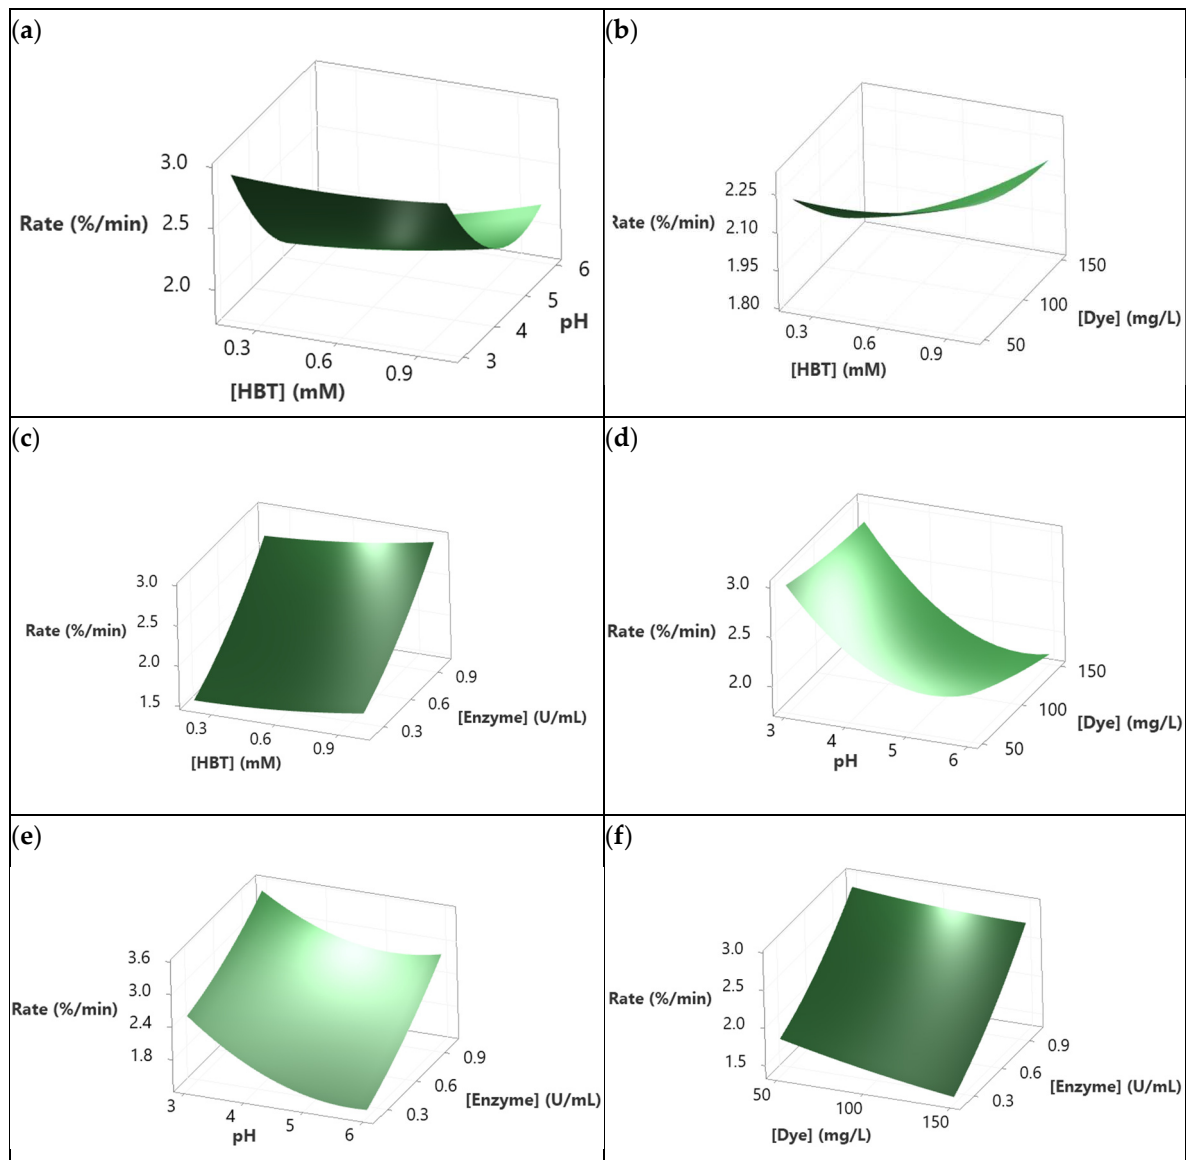 (a)
3.0
Rate (%/min) 2.5
2.0
0.3
0.6
0.9
[HBT] (mM)
3
4
5
6
pH
(b)
2.25
Rate (%/min) 2.10
1.95
1.80
0.3
0.6
0.9
[HBT] (mM)
50
100
150
[Dye] (mg/L)
(c)
3.0
2.5
Rate (%/min)
2.0
1.5
0.3
0.6
0.9
[HBT] (mM)
0.3
0.6
0.9
[Enzyme] (U/mL)
(d)
3.0
Rate (%/min) 2.5
2.0
3
4
5
6
pH
50
100
150
[Dye] (mg/L)
(e)
3.6
Rate (%/min) 3.0
2.4
1.8
3
4
5
6
pH
0.3
0.6
0.9
[Enzyme] (U/mL)
(f)
3.0
2.5
Rate (%/min)
2.0
1.5
50
100
150
[Dye] (mg/L)
0.3
0.6
0.9
[Enzyme] (U/mL)